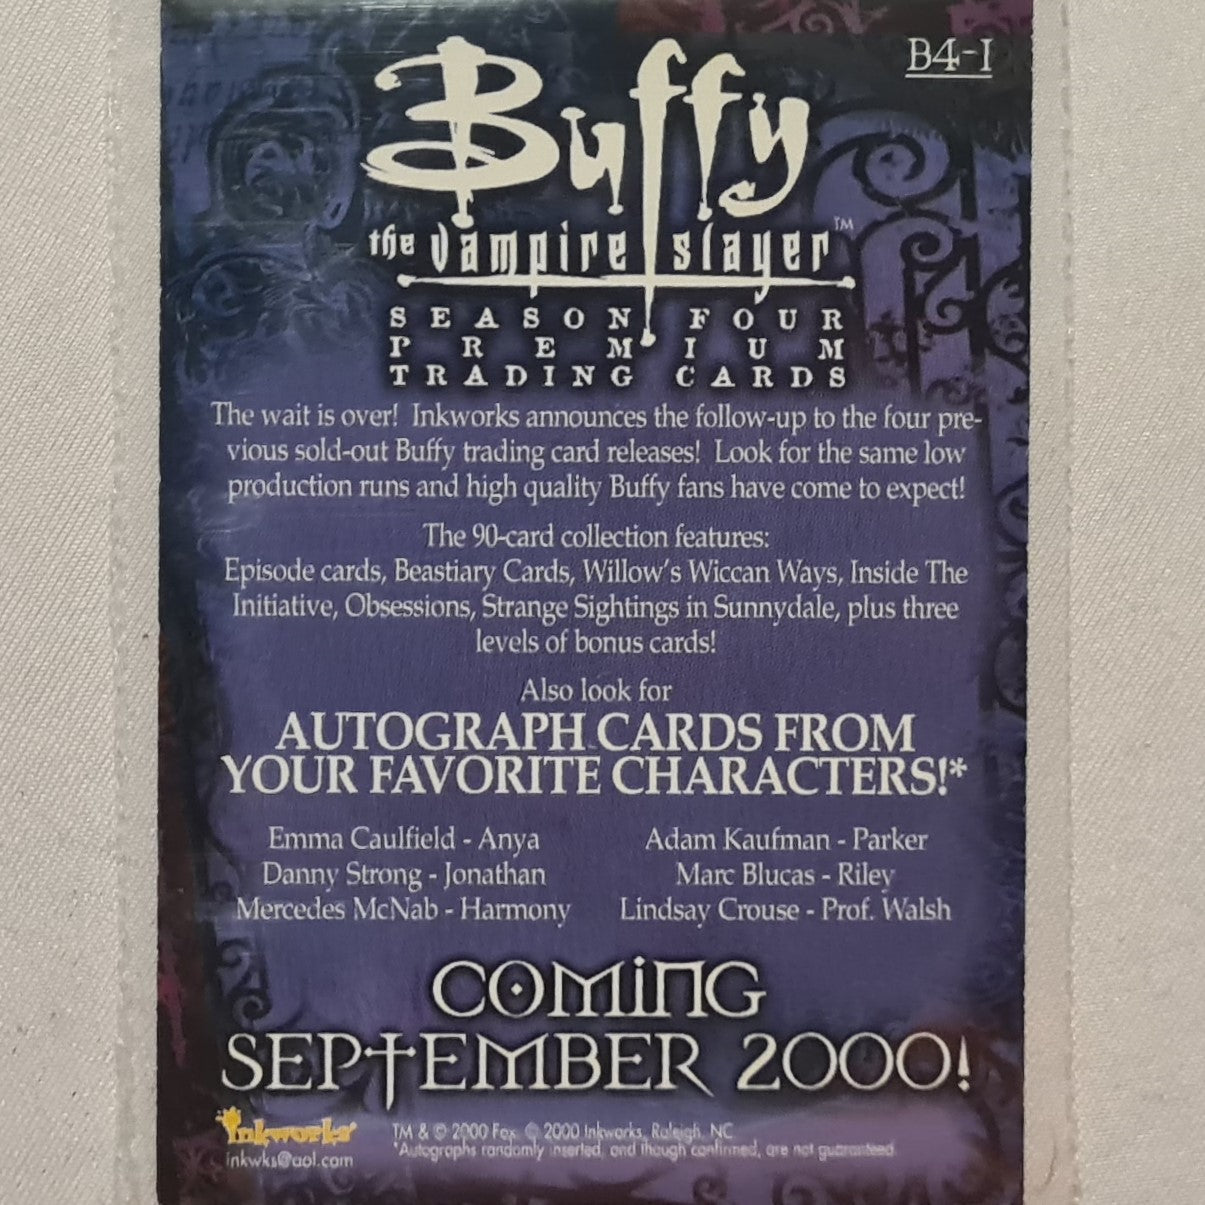 B4-I
Buffy
the vampire slayer™
SEASON FOUR
PREMIUM
TRADING CARDS
The wait is over! Inkworks announces the follow-up to the four pre-
vious sold-out Buffy trading card releases! Look for the same low
production runs and high quality Buffy fans have come to expect!
The 90-card collection features:
Episode cards, Beastiary Cards, Willow's Wiccan Ways, Inside The
Initiative, Obsessions, Strange Sightings in Sunnydale, plus three
levels of bonus cards!
Also look for
AUTOGRAPH CARDS FROM
YOUR FAVORITE CHARACTERS!*
Emma Caulfield - Anya
Danny Strong - Jonathan
Mercedes McNab - Harmony
Adam Kaufman - Parker
Marc Blucas - Riley
Lindsay Crouse - Prof. Walsh
COMING
SEPTEMBER 2000!
inkworks
inkwks@aol.com
TM & © 2000 Fox. © 2000 Inkworks, Raleigh, NC
*Autographs randomly inserted, and though confirmed, are not guaranteed.